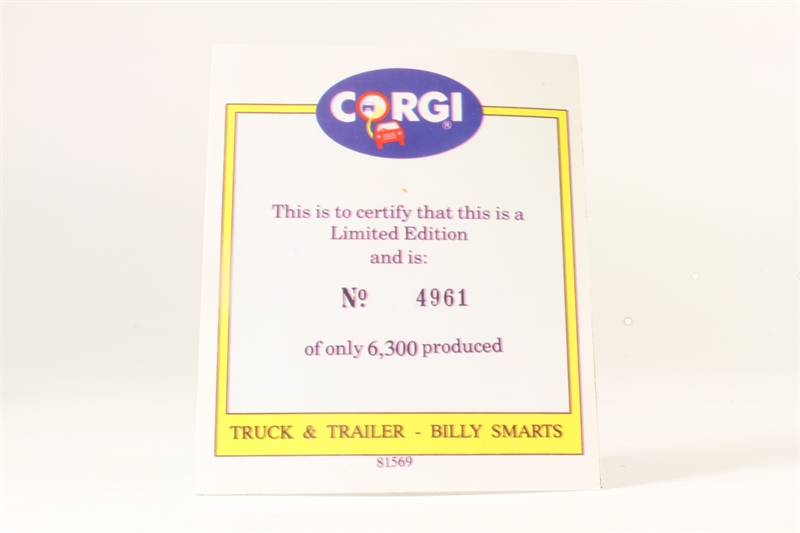 CORGI ®
This is to certify that this is a
Limited Edition
and is:
Nº 4961
of only 6,300 produced
TRUCK & TRAILER - BILLY SMARTS
81569